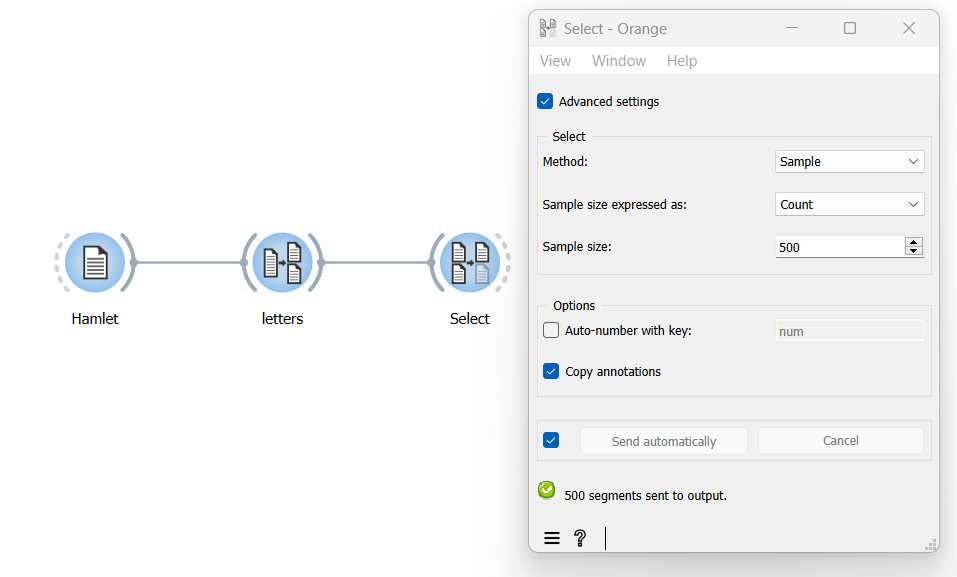 Select - Orange
View Window Help
Advanced settings
Select
Method: Sample
Sample size expressed as: Count
Sample size: 500
Hamlet letters Select
Options
Auto-number with key: num
Copy annotations
Send automatically Cancel
500 segments sent to output.
?